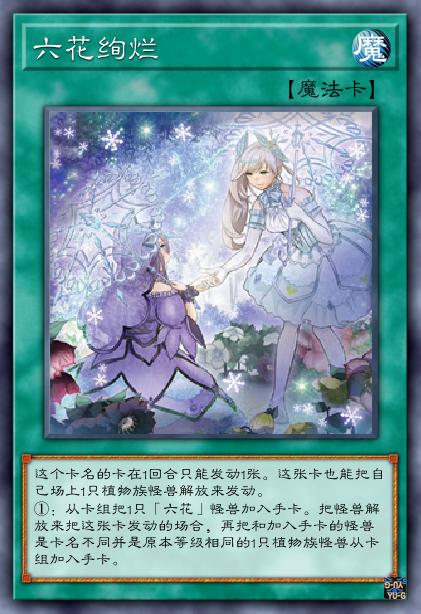 六花绚烂
魔
【魔法卡】
这个卡名的卡在1回合只能发动1张。这张卡也能把自
己场上1只植物族怪兽解放来发动。
①：从卡组把1只「六花」怪兽加入手卡。把怪兽解
放来把这张卡发动的场合，再把和加入手卡的怪兽
是卡名不同并是原本等级相同的1只植物族怪兽从卡
组加入手卡。